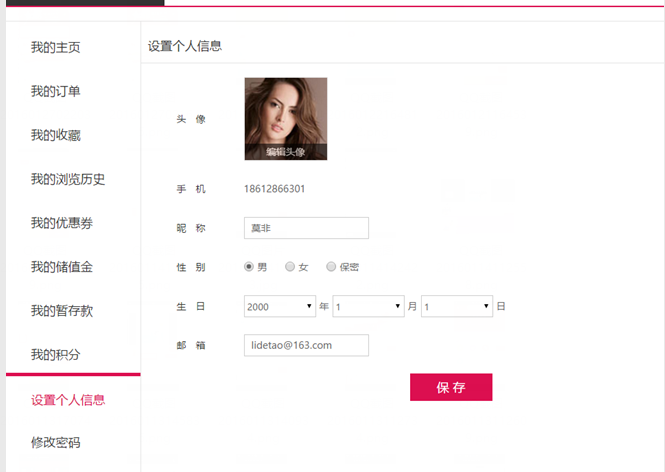 我的主页
我的订单
我的收藏
我的浏览历史
我的优惠券
我的储值金
我的暂存款
我的积分
设置个人信息
修改密码
设置个人信息
头 像
编辑头像
手 机 18612866301
昵 称 莫非
性 别 男 女 保密
生 日 2000 年 1 月 1 日
邮 箱 lidetao@163.com
保 存